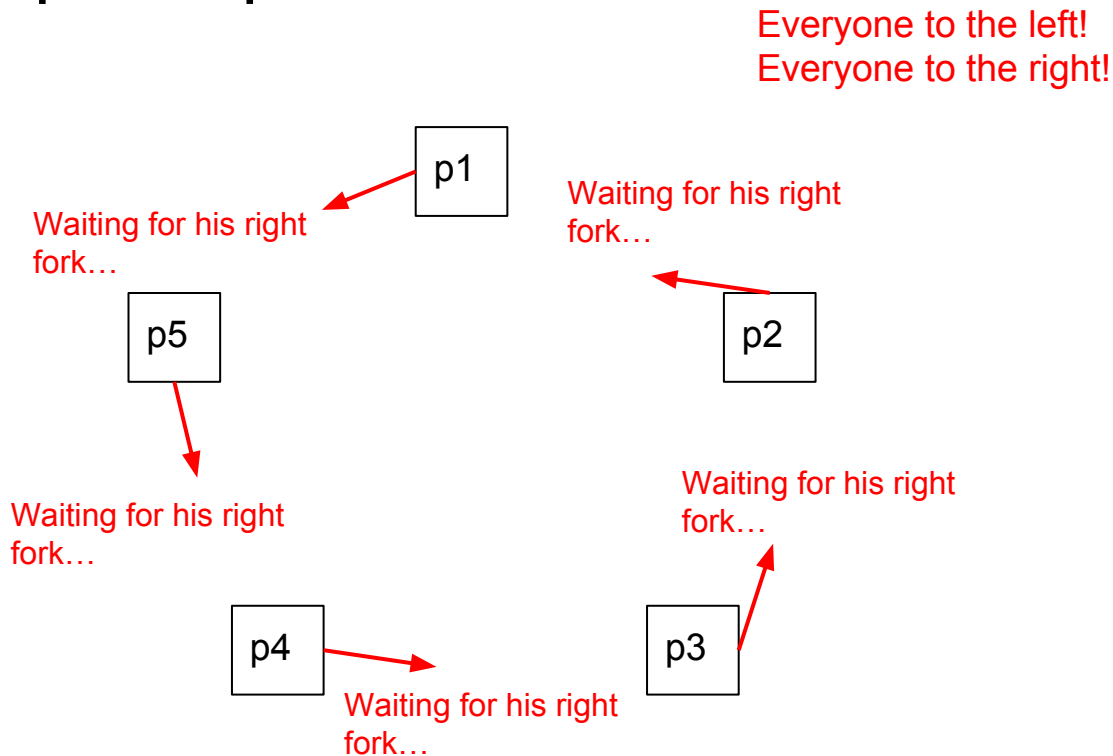 Everyone to the left!
Everyone to the right!
p1
Waiting for his right
fork…
Waiting for his right
fork…
p5
p2
Waiting for his right
fork…
Waiting for his right
fork…
p4
p3
Waiting for his right
fork…